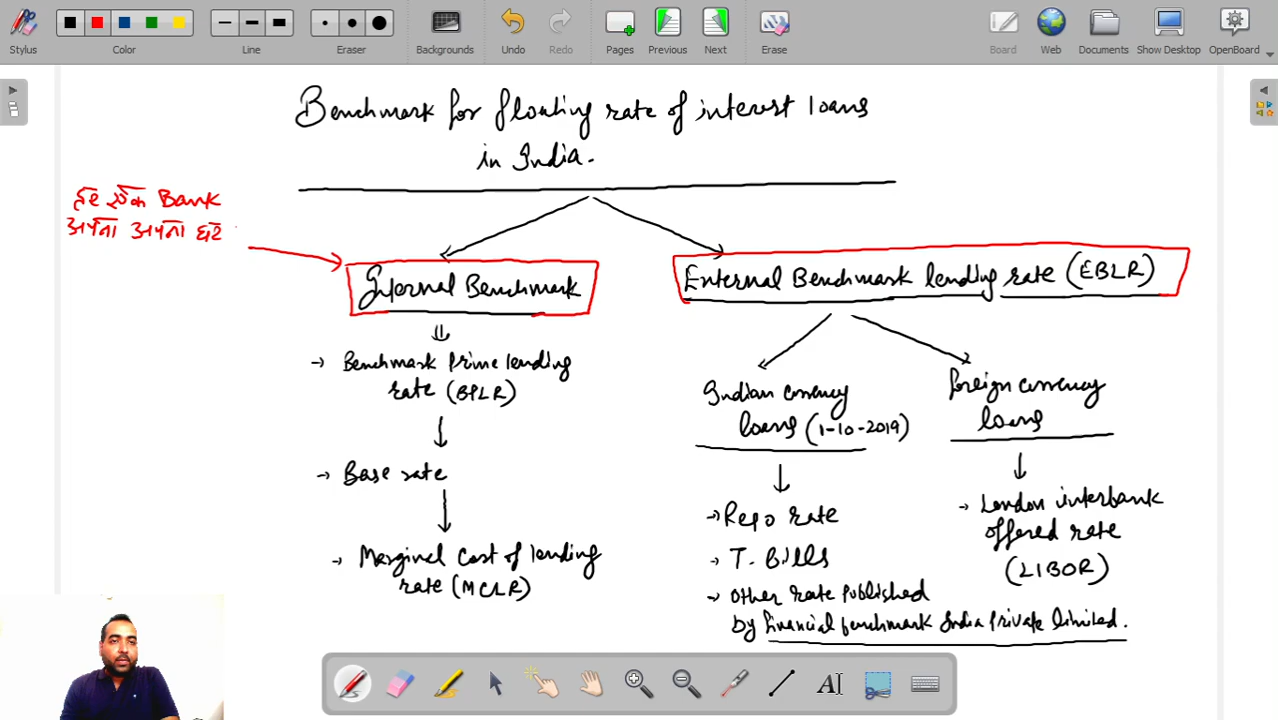 Stylus
Color
Line
Eraser
Backgrounds
Undo
Redo
Pages
Previous
Next
Erase
Board
Web
Documents
Show Desktop
OpenBoard
Benchmark for floating rate of interest loans
in India.
हर एक Bank
अपना अपना घर
Internal Benchmark
External Benchmark lending rate (EBLR)
→ Benchmark Prime lending
rate (BPLR)
→ Base rate
→ Marginal Cost of lending
rate (MCLR)
Indian currency
loans (1-10-2019)
→ Repo rate
→ T. Bills
→ Other rate published
by financial benchmark India Private limited.
foreign currency
loans
→ London interbank
offered rate
(LIBOR)
AI